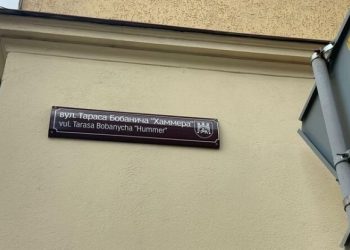 вул. Тараса Бобанича "Хаммера"
vul. Tarasa Bobanycha "Hummer"